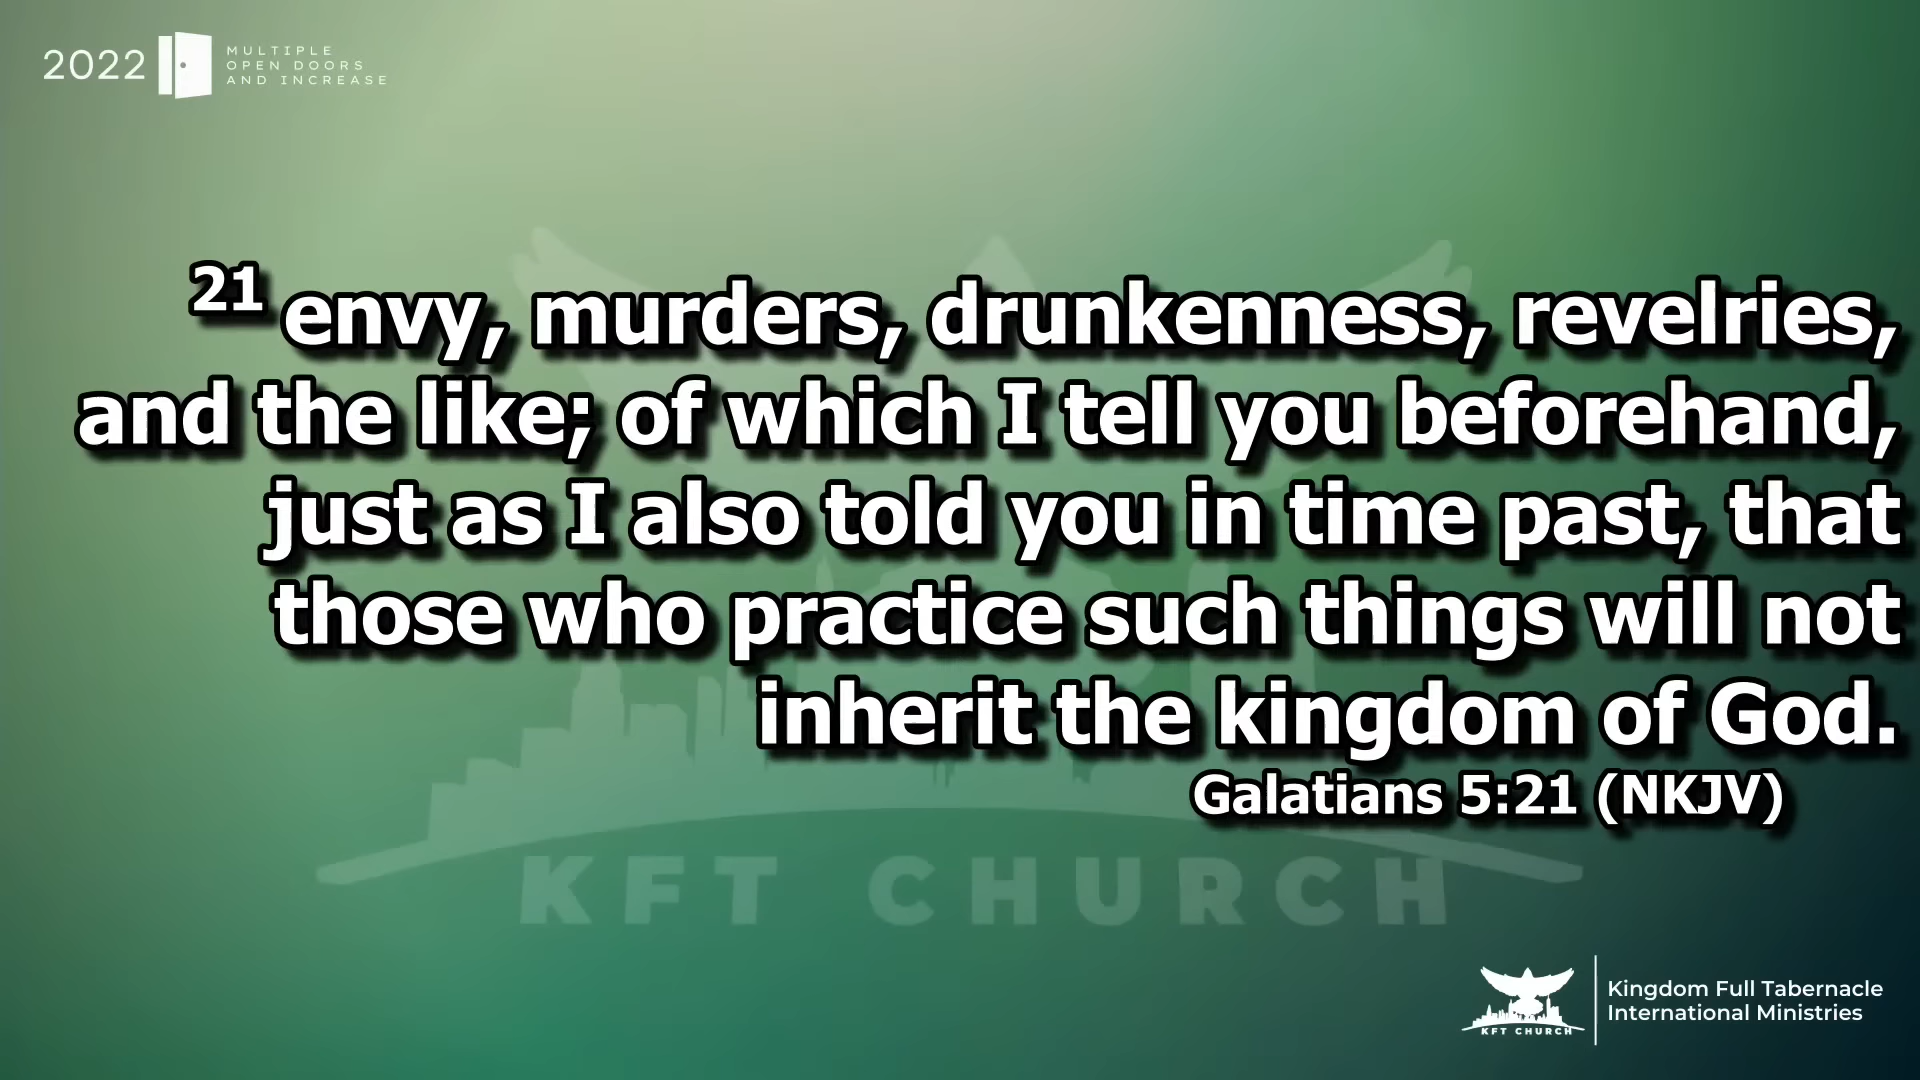 2022
MULTIPLE
OPEN DOORS
AND INCREASE
21 envy, murders, drunkenness, revelries,
and the like; of which I tell you beforehand,
just as I also told you in time past, that
those who practice such things will not
inherit the kingdom of God.
Galatians 5:21 (NKJV)
KFT CHURCH
KFT CHURCH
Kingdom Full Tabernacle
International Ministries